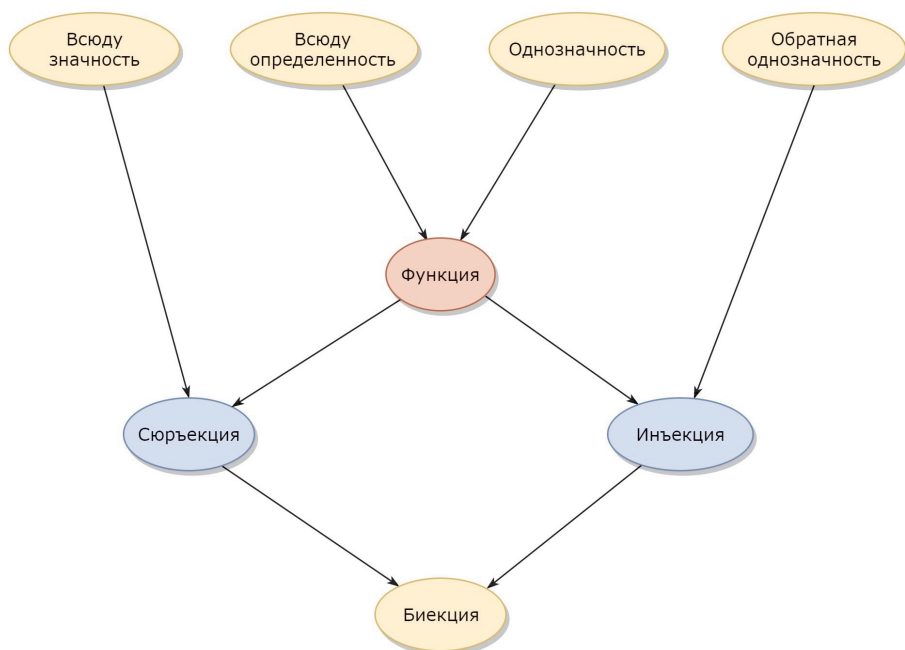 Всюду
значность
Всюду
определенность
Однозначность
Обратная
однозначность
Функция
Сюръекция
Инъекция
Биекция